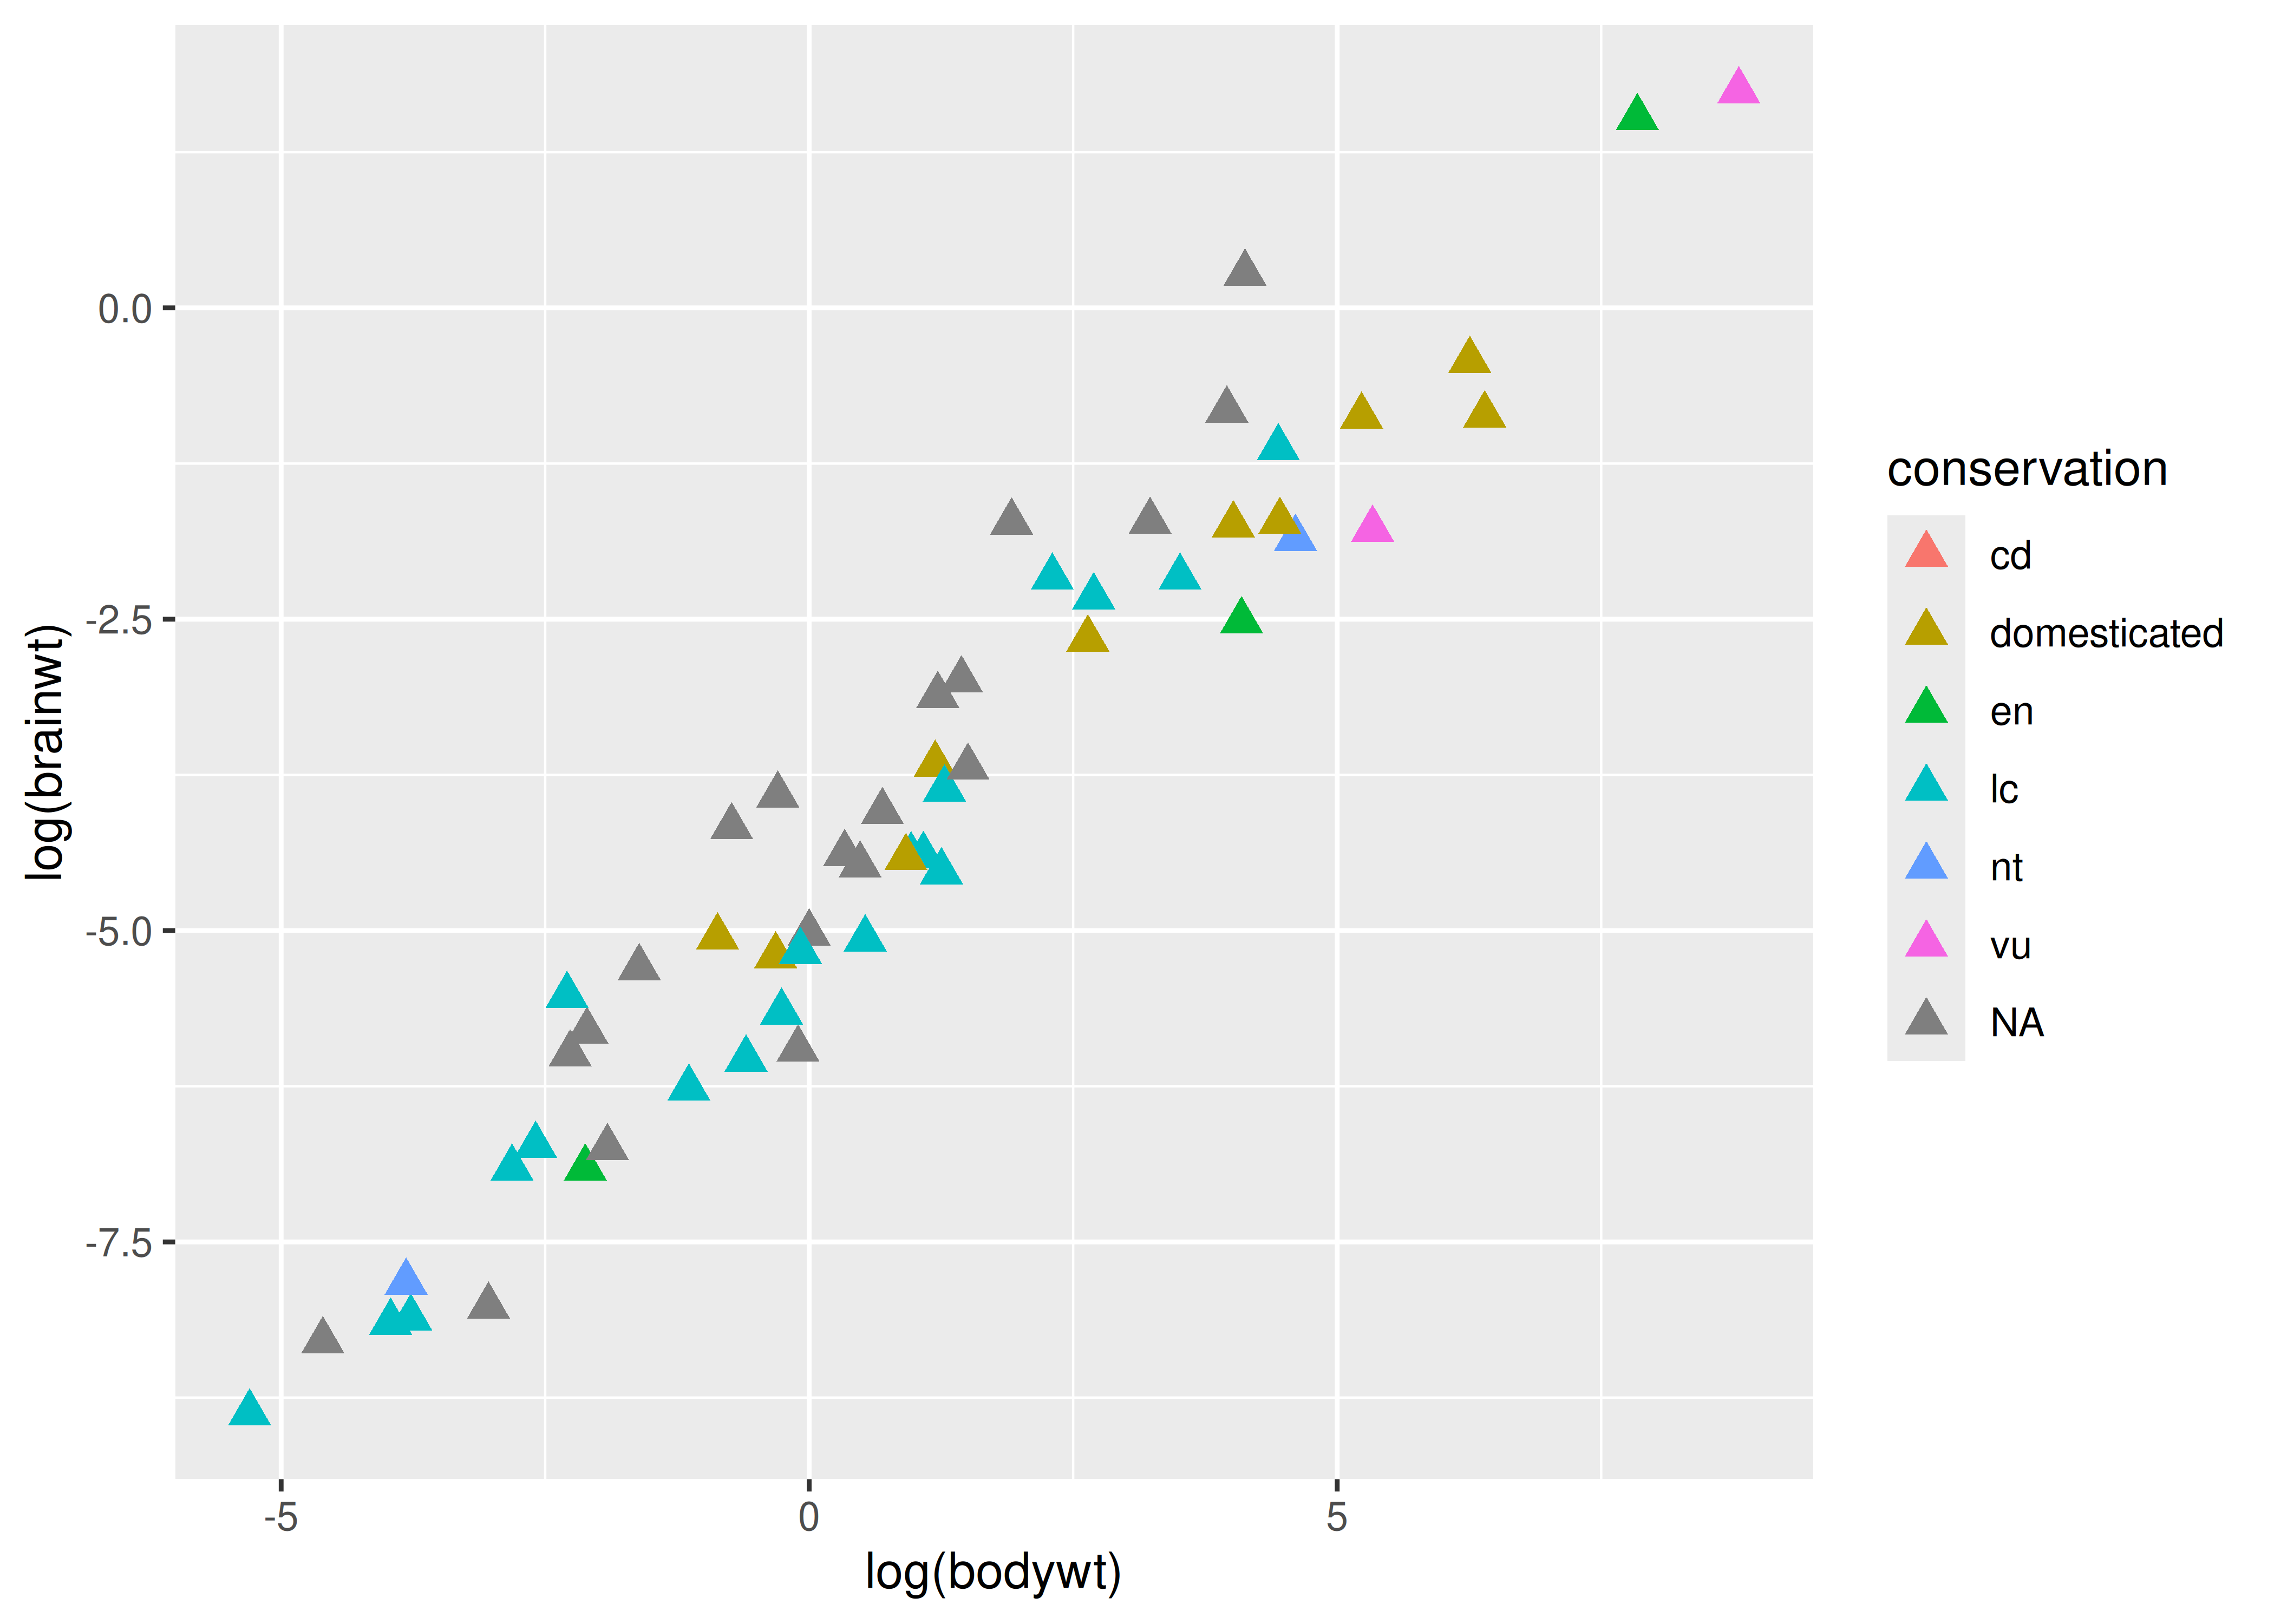 log(brainwt)
0.0
-2.5
-5.0
-7.5
-5 0 5
log(bodywt)
conservation
cd
domesticated
en
lc
nt
vu
NA